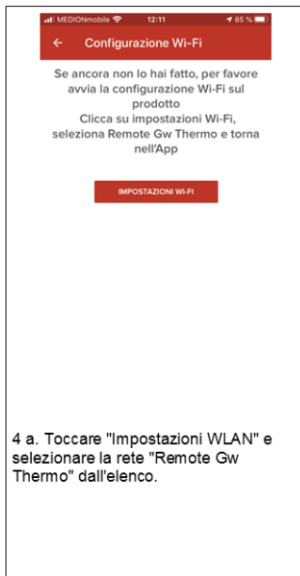 MEDIONmobile 12:11 85 %
Configurazione Wi-Fi
Se ancora non lo hai fatto, per favore
avvia la configurazione Wi-Fi sul
prodotto
Clicca su impostazioni Wi-Fi,
seleziona Remote Gw Thermo e torna
nell'App
IMPOSTAZIONI WI-FI
4 a. Toccare "Impostazioni WLAN" e
selezionare la rete "Remote Gw
Thermo" dall'elenco.